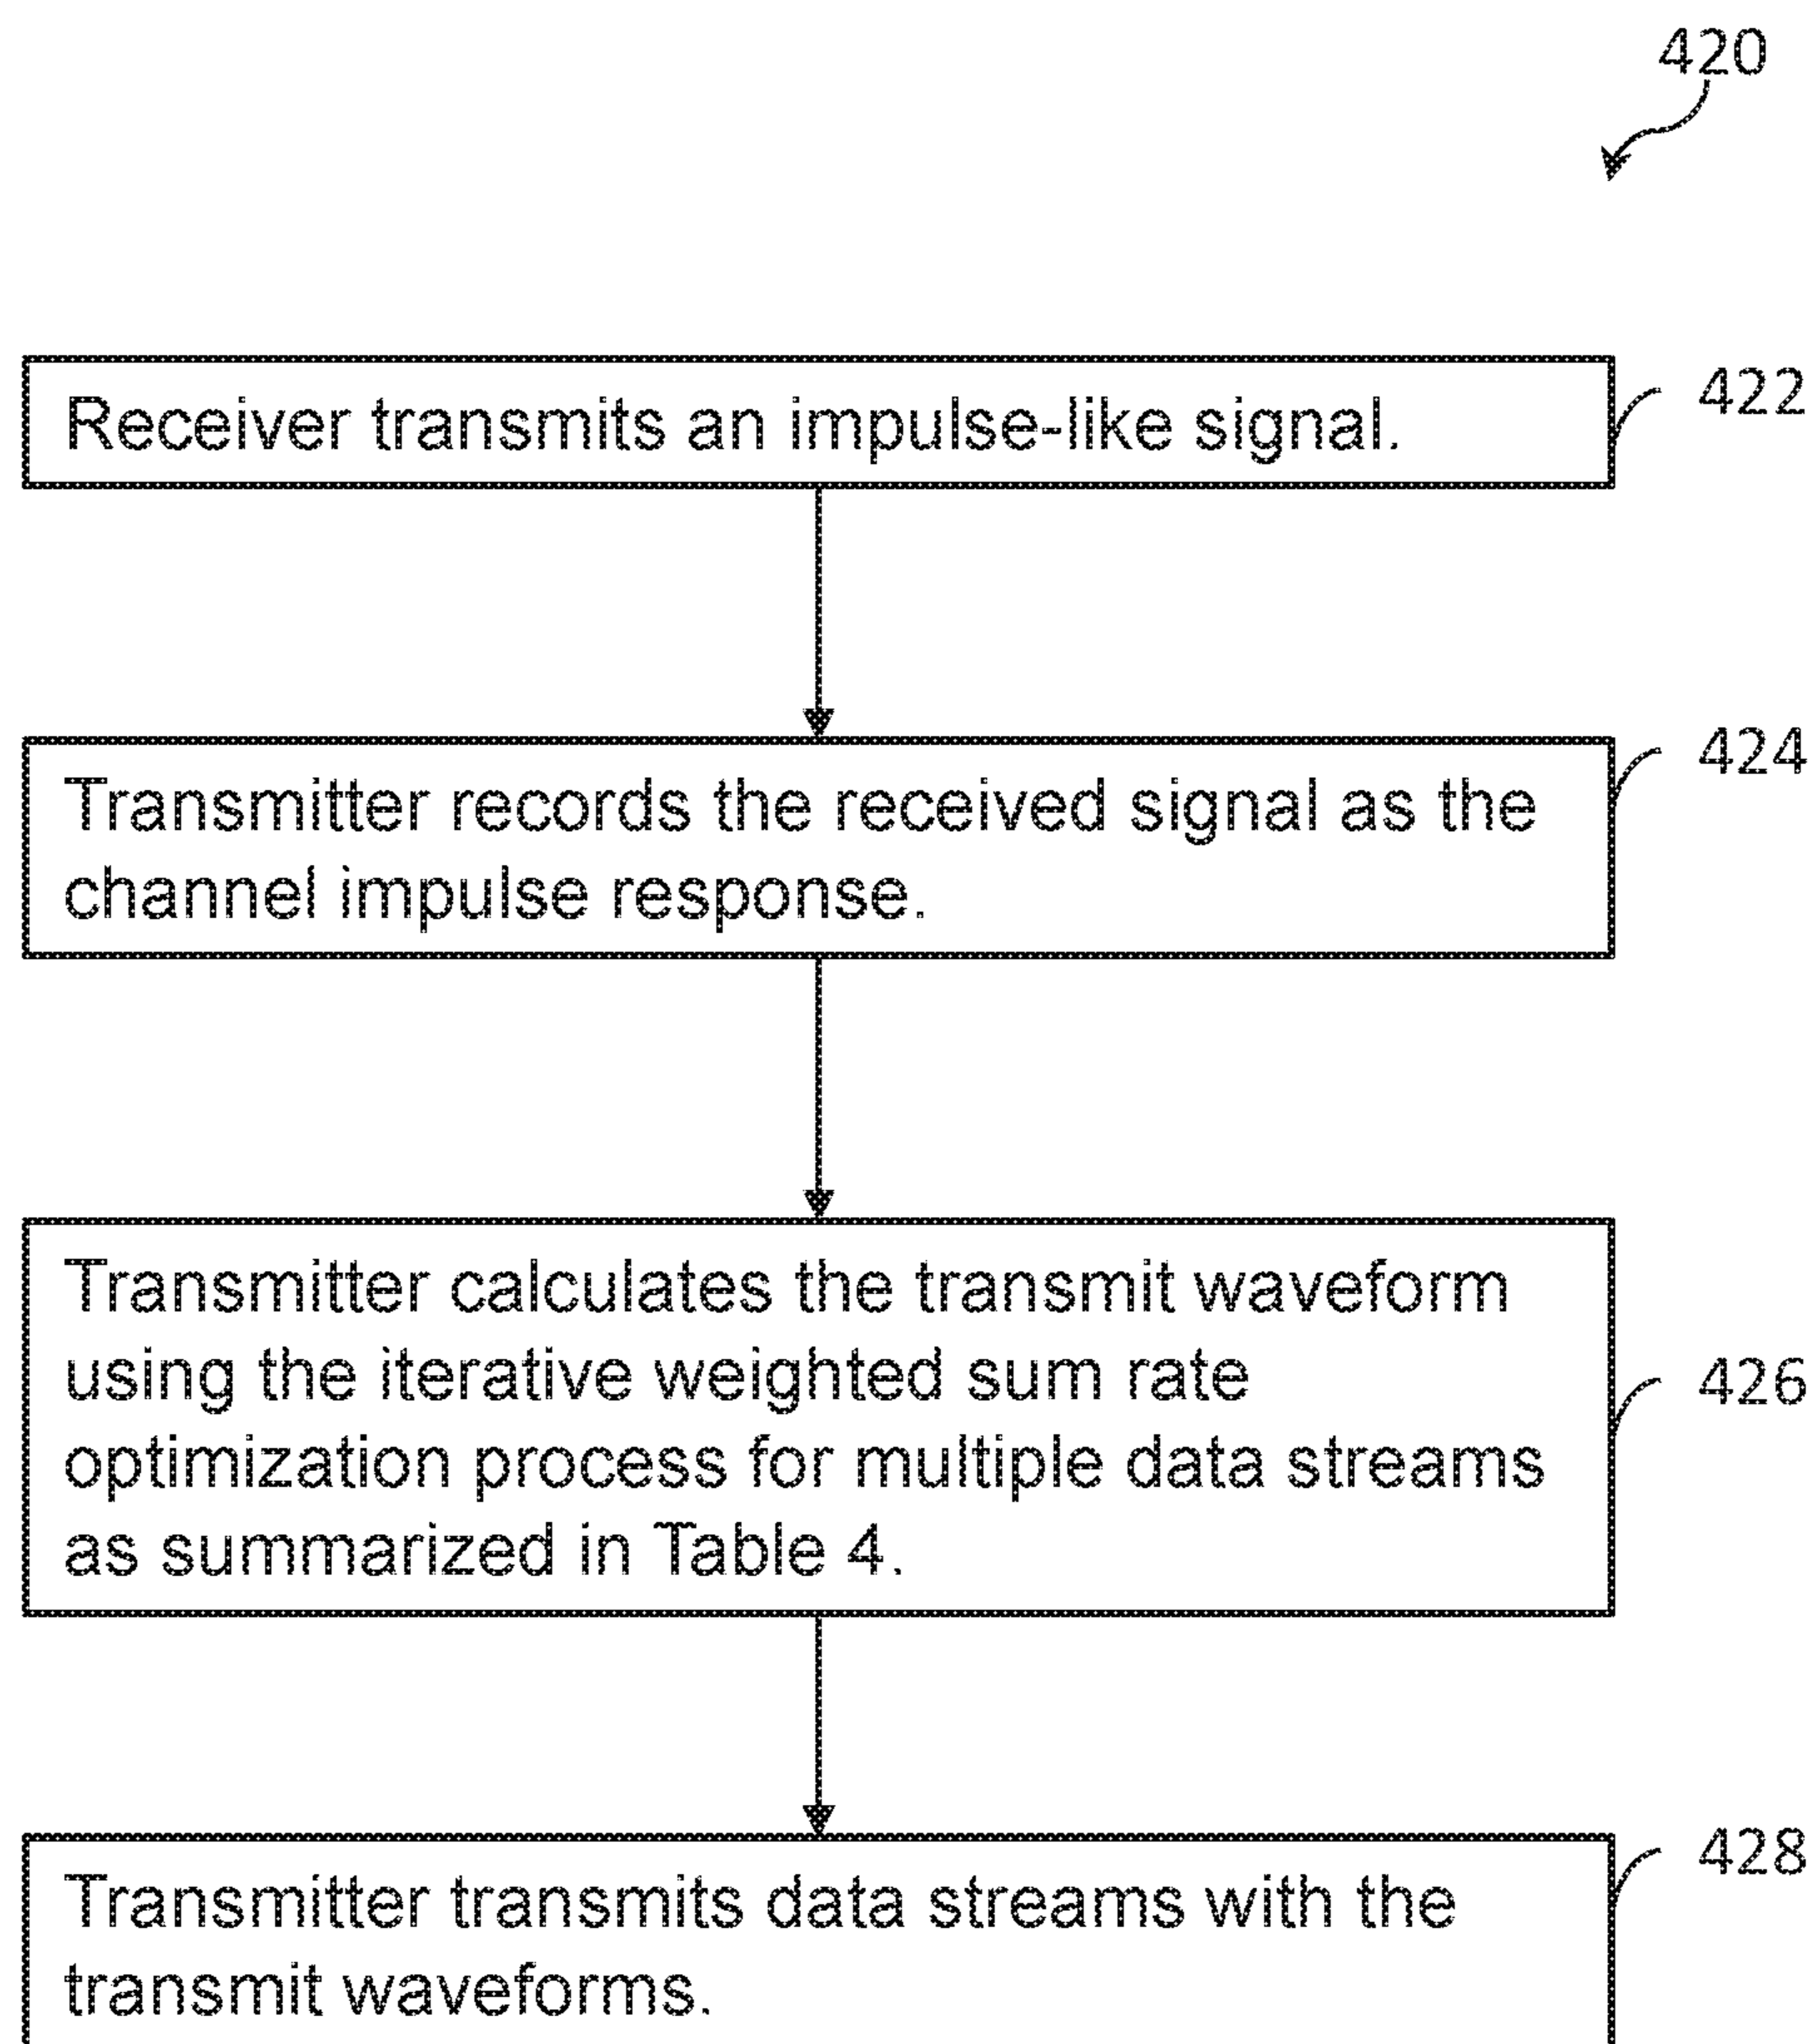 420
Receiver transmits an impulse-like signal.
422
Transmitter records the received signal as the
channel impulse response.
424
Transmitter calculates the transmit waveform
using the iterative weighted sum rate
optimization process for multiple data streams
as summarized in Table 4.
426
Transmitter transmits data streams with the
transmit waveforms.
428